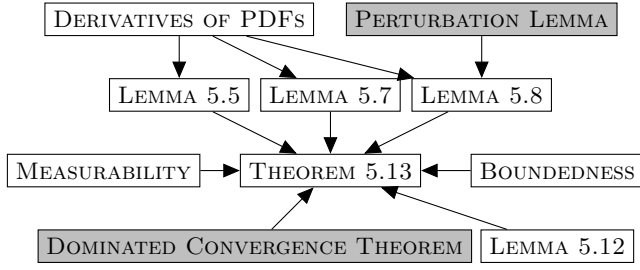 DERIVATIVES OF PDFS PERTURBATION LEMMA
LEMMA 5.5 LEMMA 5.7 LEMMA 5.8
MEASURABILITY THEOREM 5.13 BOUNDEDNESS
DOMINATED CONVERGENCE THEOREM LEMMA 5.12